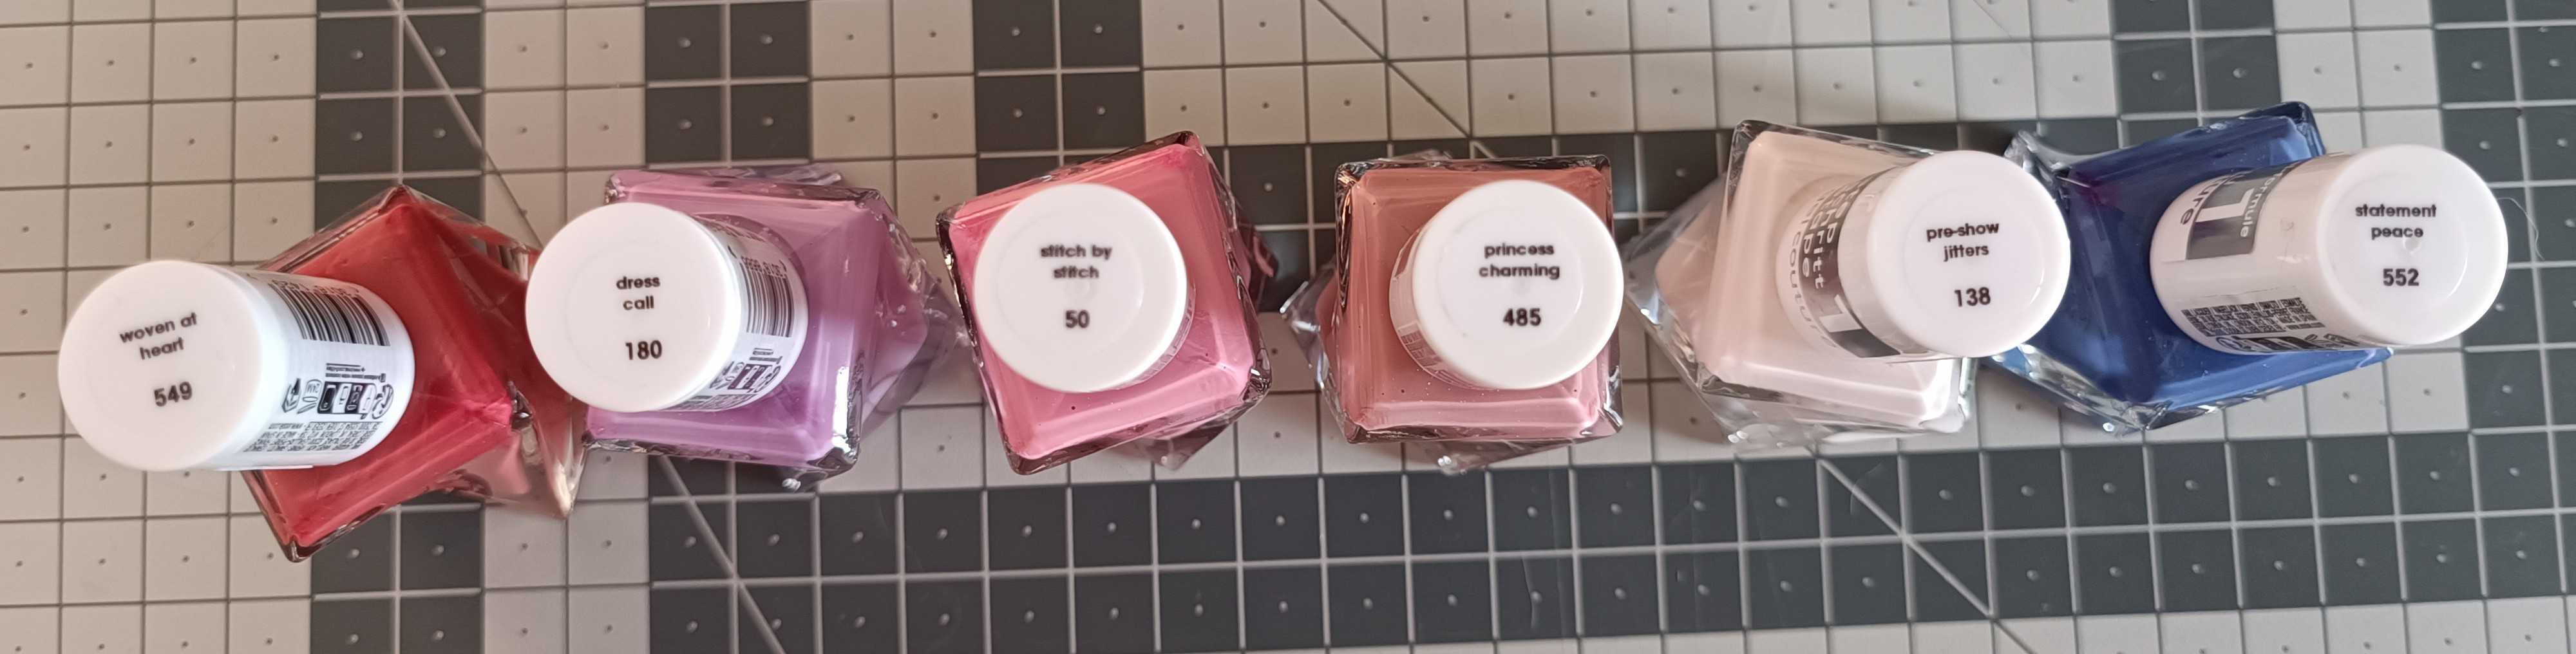 woven at
heart
549
dress
call
180
stitch by
stitch
50
princess
charming
485
pre-show
jitters
138
statement
peace
552